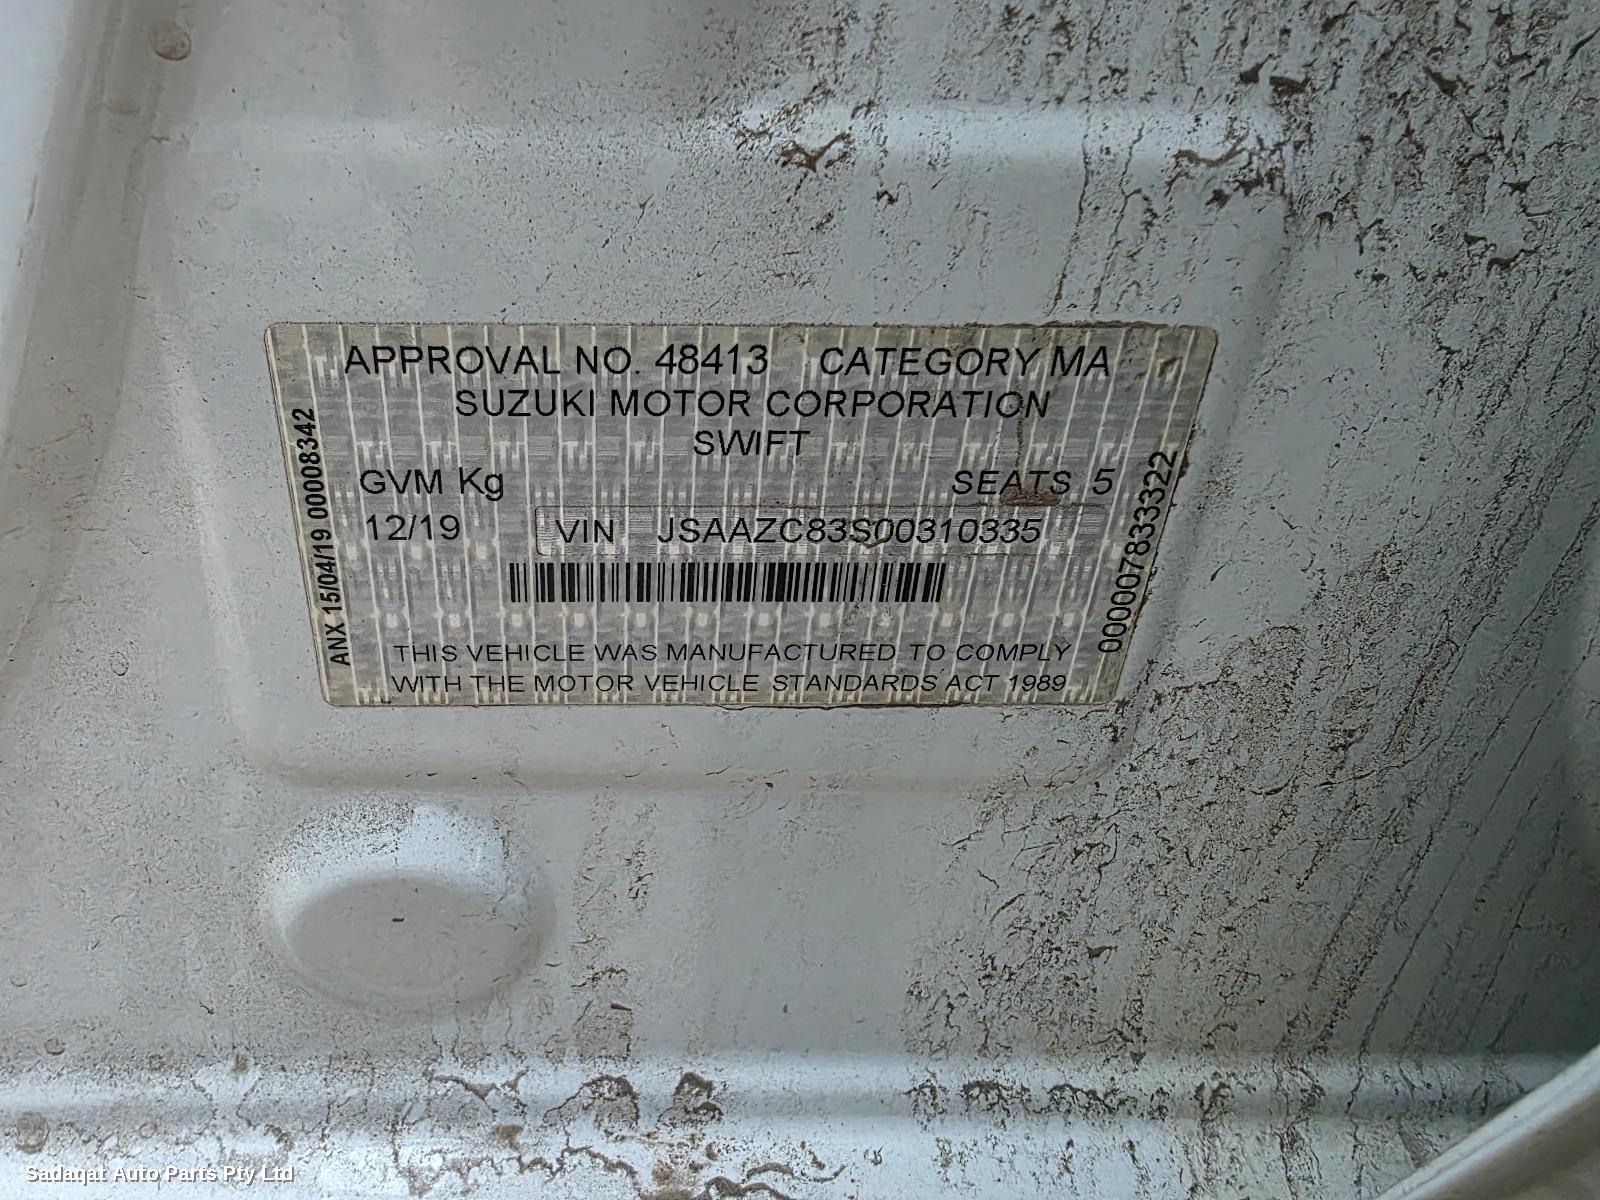 APPROVAL NO. 48413 CATEGORY MA
SUZUKI MOTOR CORPORATION
SWIFT
GVM Kg SEATS 5
12/19 VIN JSAAZC83S00310335
THIS VEHICLE WAS MANUFACTURED TO COMPLY
WITH THE MOTOR VEHICLE STANDARDS ACT 1989
ANX 15/04/19 00008342
0000783322
Sadaqat Auto Parts Pty Ltd